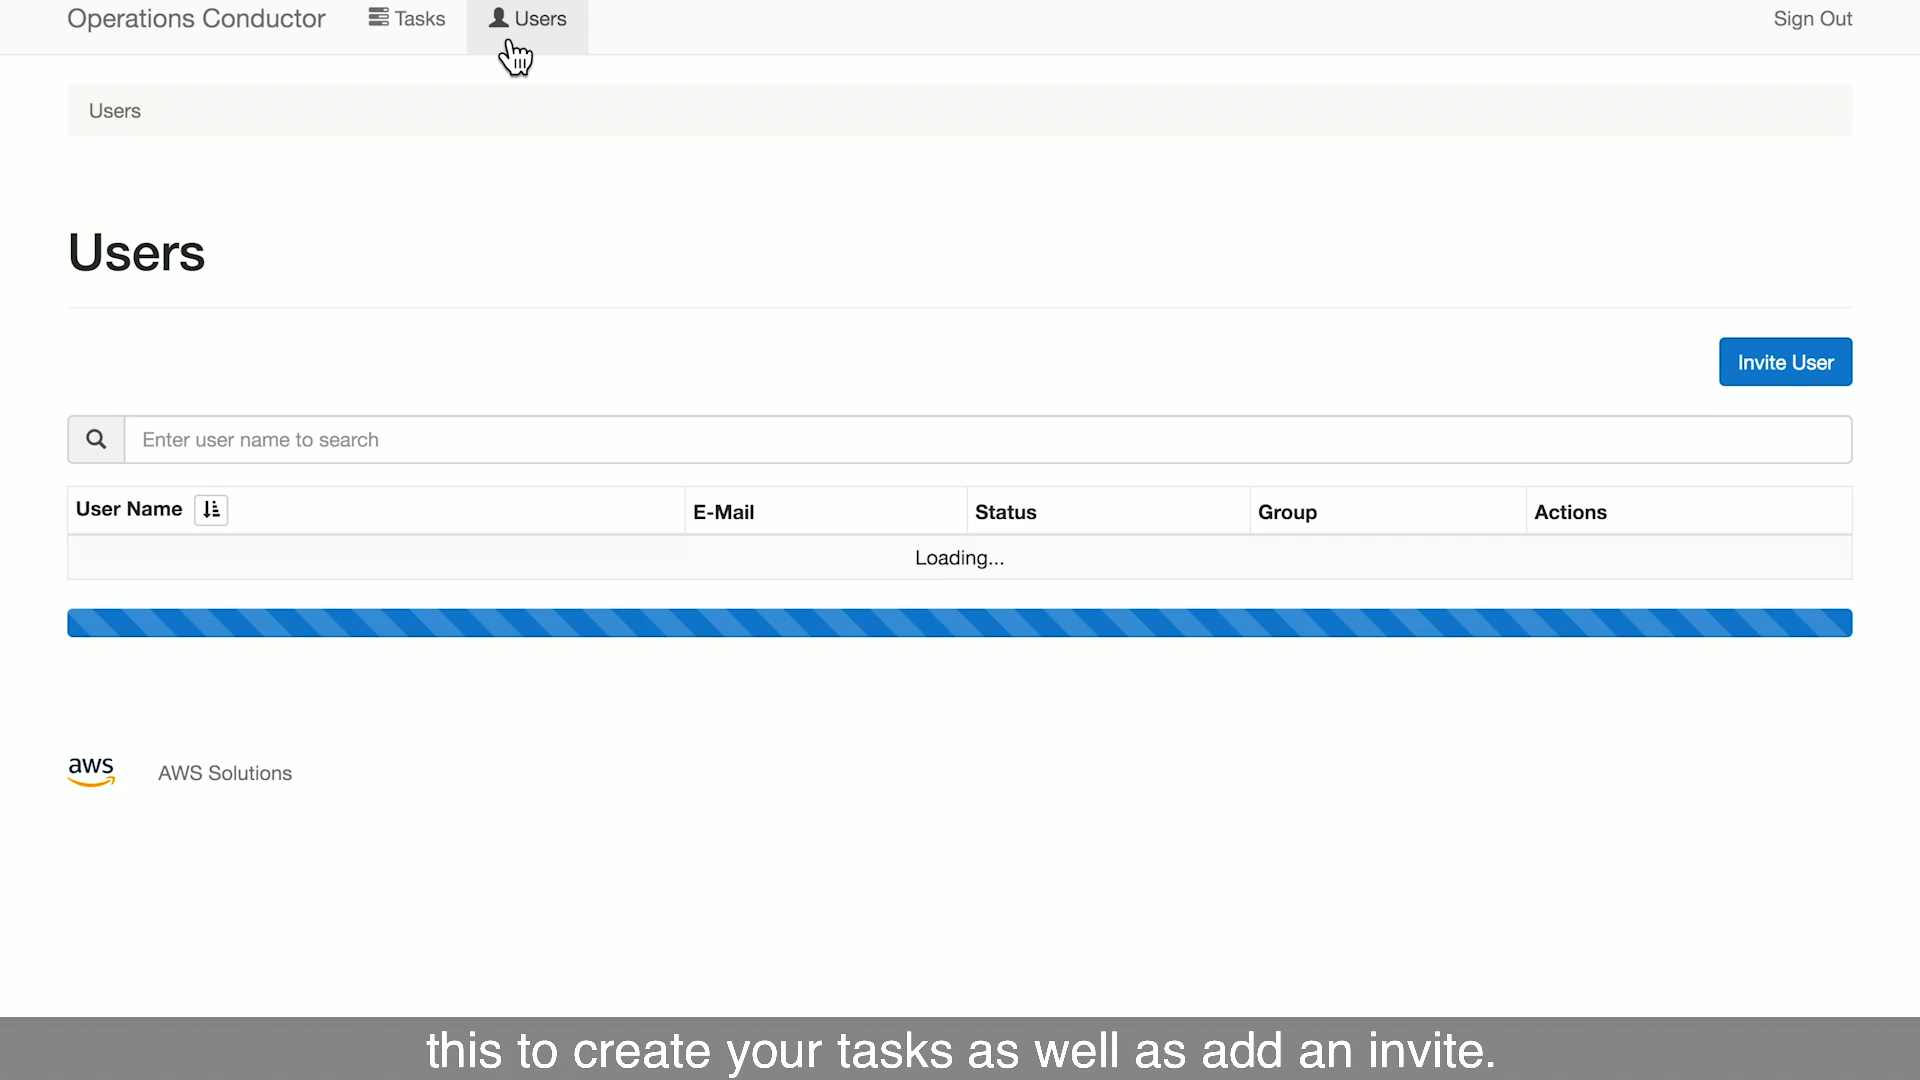 Operations Conductor Tasks Users Sign Out
Users
Users
Invite User
Enter user name to search
User Name E-Mail Status Group Actions
Loading...
aws AWS Solutions
this to create your tasks as well as add an invite.